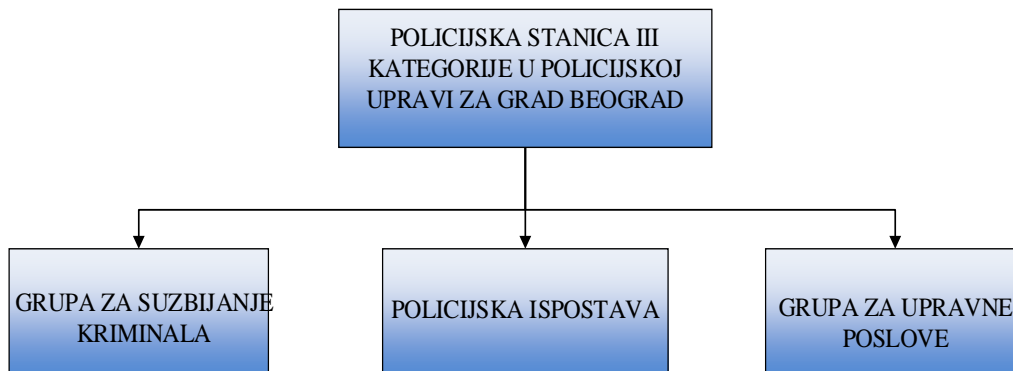 POLICIJSKA STANICA III
KATEGORIJE U POLICIJSKOJ
UPRAVI ZA GRAD BEOGRAD
GRUPA ZA SUZBIJANJE
KRIMINALA
POLICIJSKA ISPOSTAVA
GRUPA ZA UPRAVNE
POSLOVE